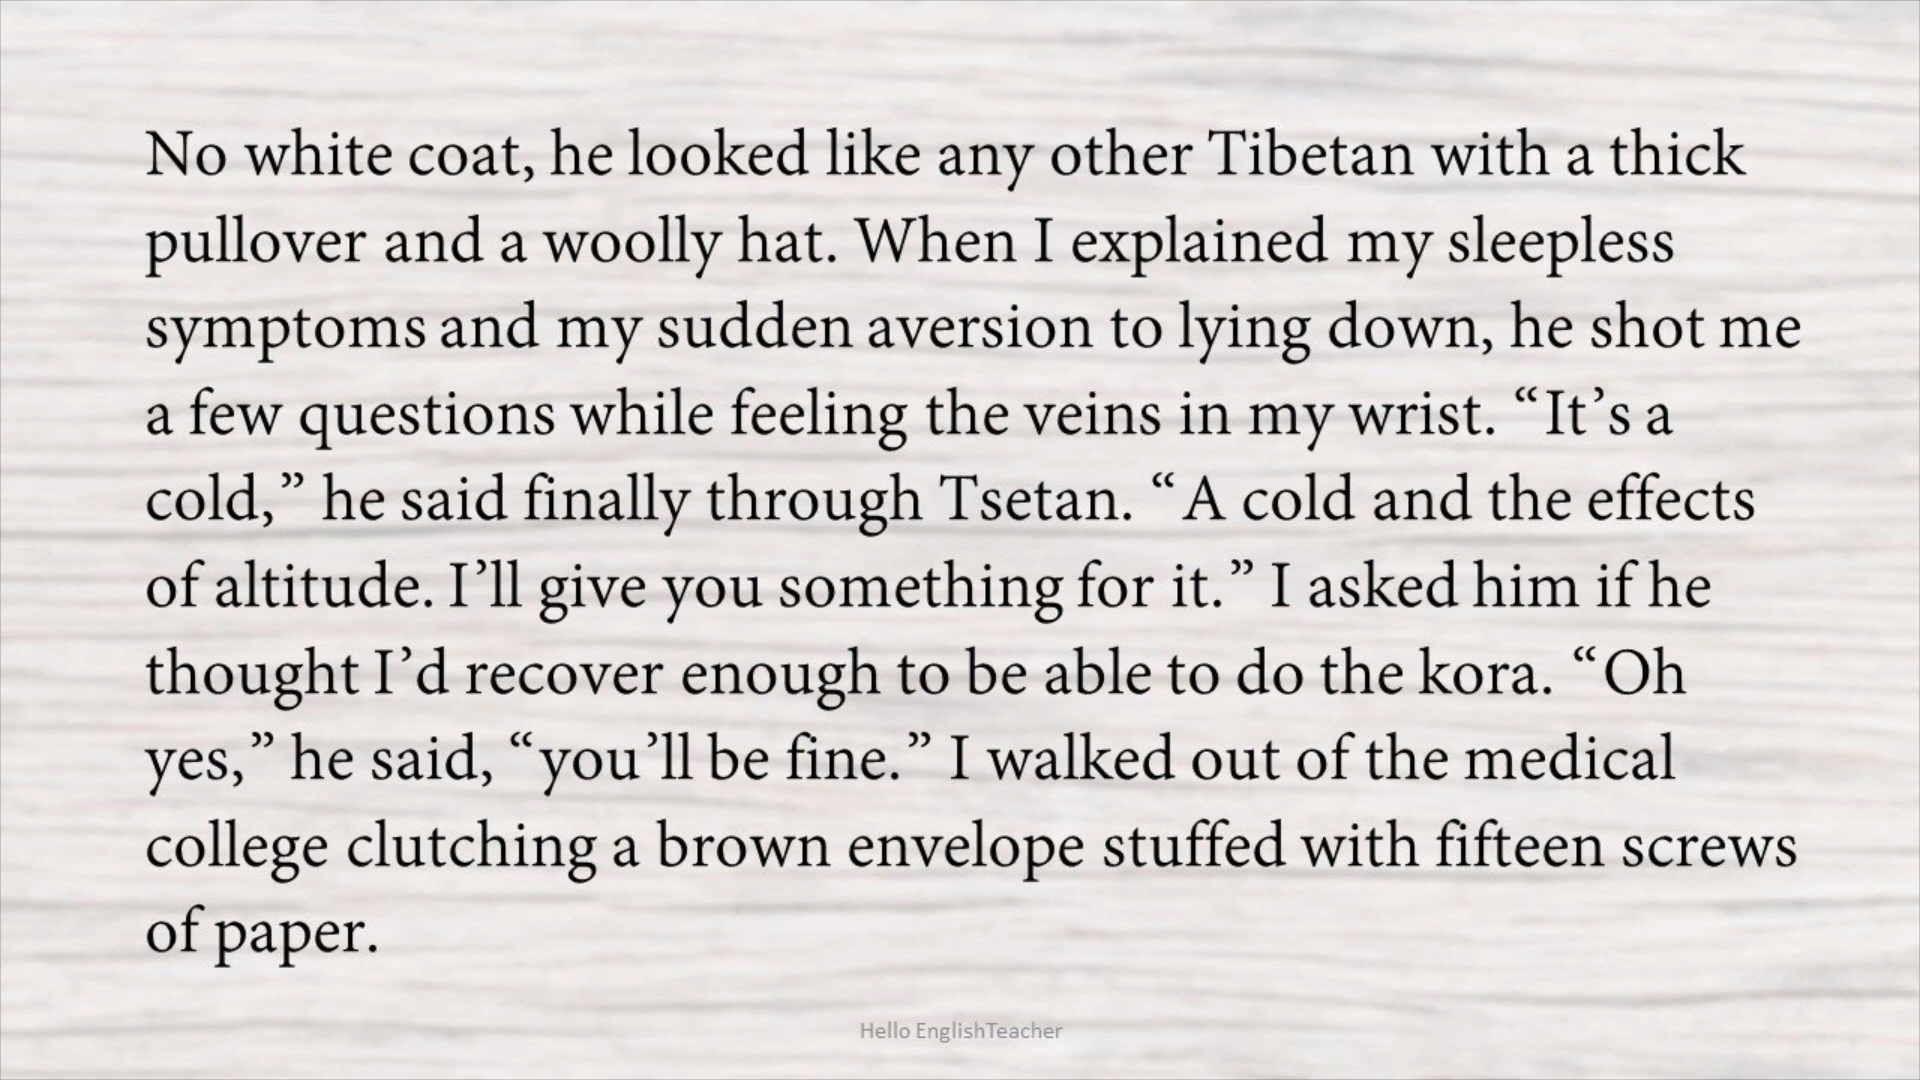 No white coat, he looked like any other Tibetan with a thick
pullover and a woolly hat. When I explained my sleepless
symptoms and my sudden aversion to lying down, he shot me
a few questions while feeling the veins in my wrist. “It’s a
cold,” he said finally through Tsetan. “A cold and the effects
of altitude. I’ll give you something for it.” I asked him if he
thought I’d recover enough to be able to do the kora. “Oh
yes,” he said, “you’ll be fine.” I walked out of the medical
college clutching a brown envelope stuffed with fifteen screws
of paper.
Hello EnglishTeacher